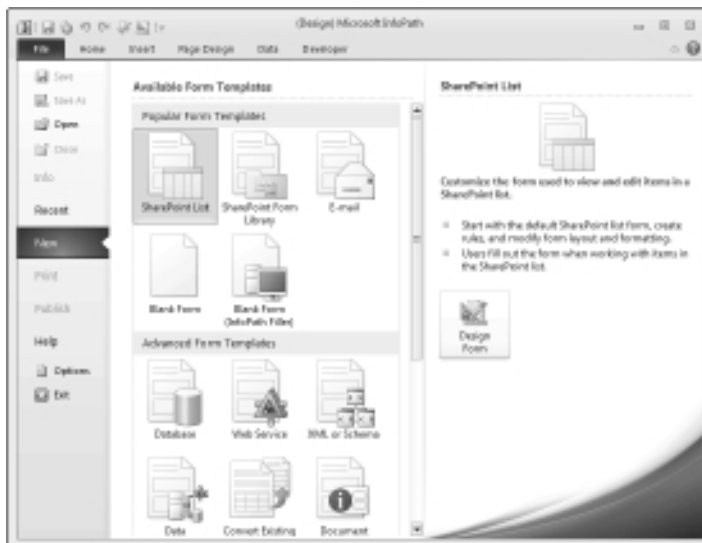 (Design) Microsoft InfoPath
File Home Insert Page Design Data Developer
Save
Save As
Open
Close
Info
Recent
New
Print
Publish
Help
Options
Exit
Available Form Templates
Popular Form Templates
SharePoint List
SharePoint Form
Library
E-mail
Blank Form
Blank Form
(InfoPath Filler)
Advanced Form Templates
Database
Web Service
XML or Schema
Data
Convert Existing
Document
SharePoint List
Customize the form used to view and edit items in a
SharePoint list.
Start with the default SharePoint list form, create
rules, and modify form layout and formatting.
Users fill out the form when working with items in
the SharePoint list.
Design
Form